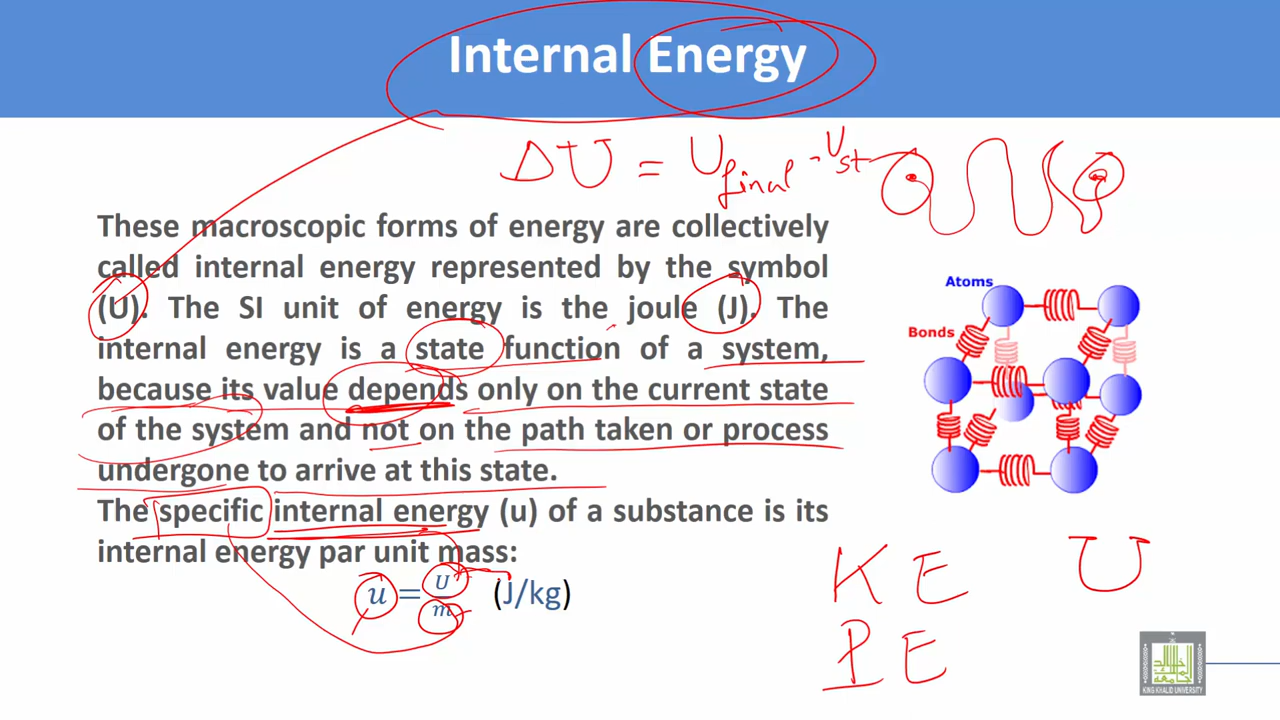 Internal Energy
ΔU = U final - U st
These macroscopic forms of energy are collectively
called internal energy represented by the symbol
(U). The SI unit of energy is the joule (J). The
internal energy is a state function of a system,
because its value depends only on the current state
of the system and not on the path taken or process
undergone to arrive at this state.
The specific internal energy (u) of a substance is its
internal energy par unit mass:
u = U/m (J/kg)
Atoms
Bonds
K E
U
P E
KING KHALID UNIVERSITY